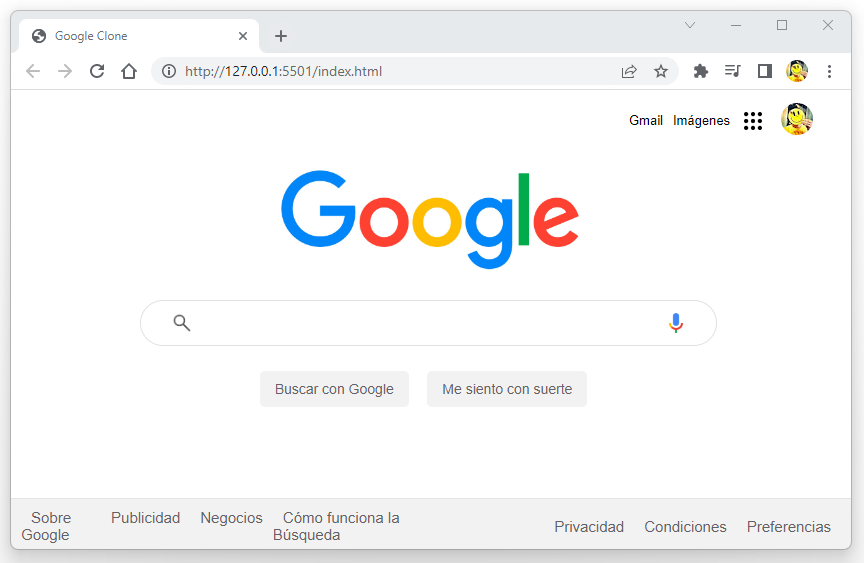 Google Clone
http://127.0.0.1:5501/index.html
Gmail Imágenes
Google
Buscar con Google Me siento con suerte
Sobre Google
Publicidad
Negocios
Cómo funciona la
Búsqueda
Privacidad Condiciones Preferencias